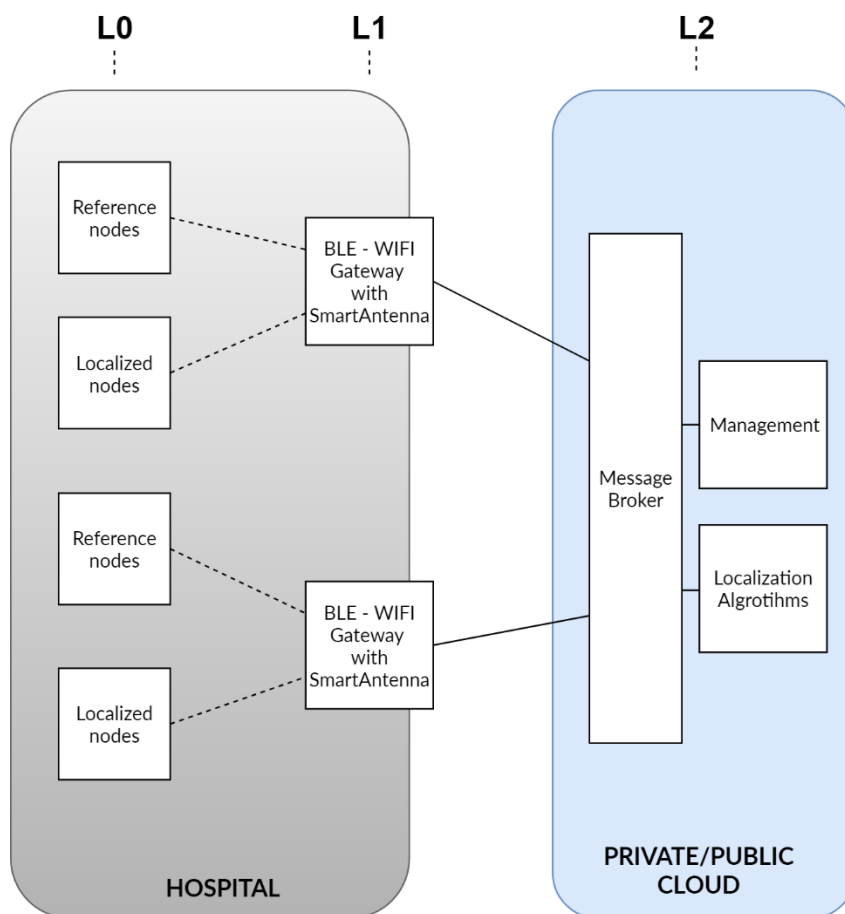 L0
L1
L2
Reference
nodes
Localized
nodes
BLE - WIFI
Gateway
with
SmartAntenna
Reference
nodes
Localized
nodes
BLE - WIFI
Gateway
with
SmartAntenna
HOSPITAL
Message
Broker
Management
Localization
Algrotihms
PRIVATE/PUBLIC
CLOUD